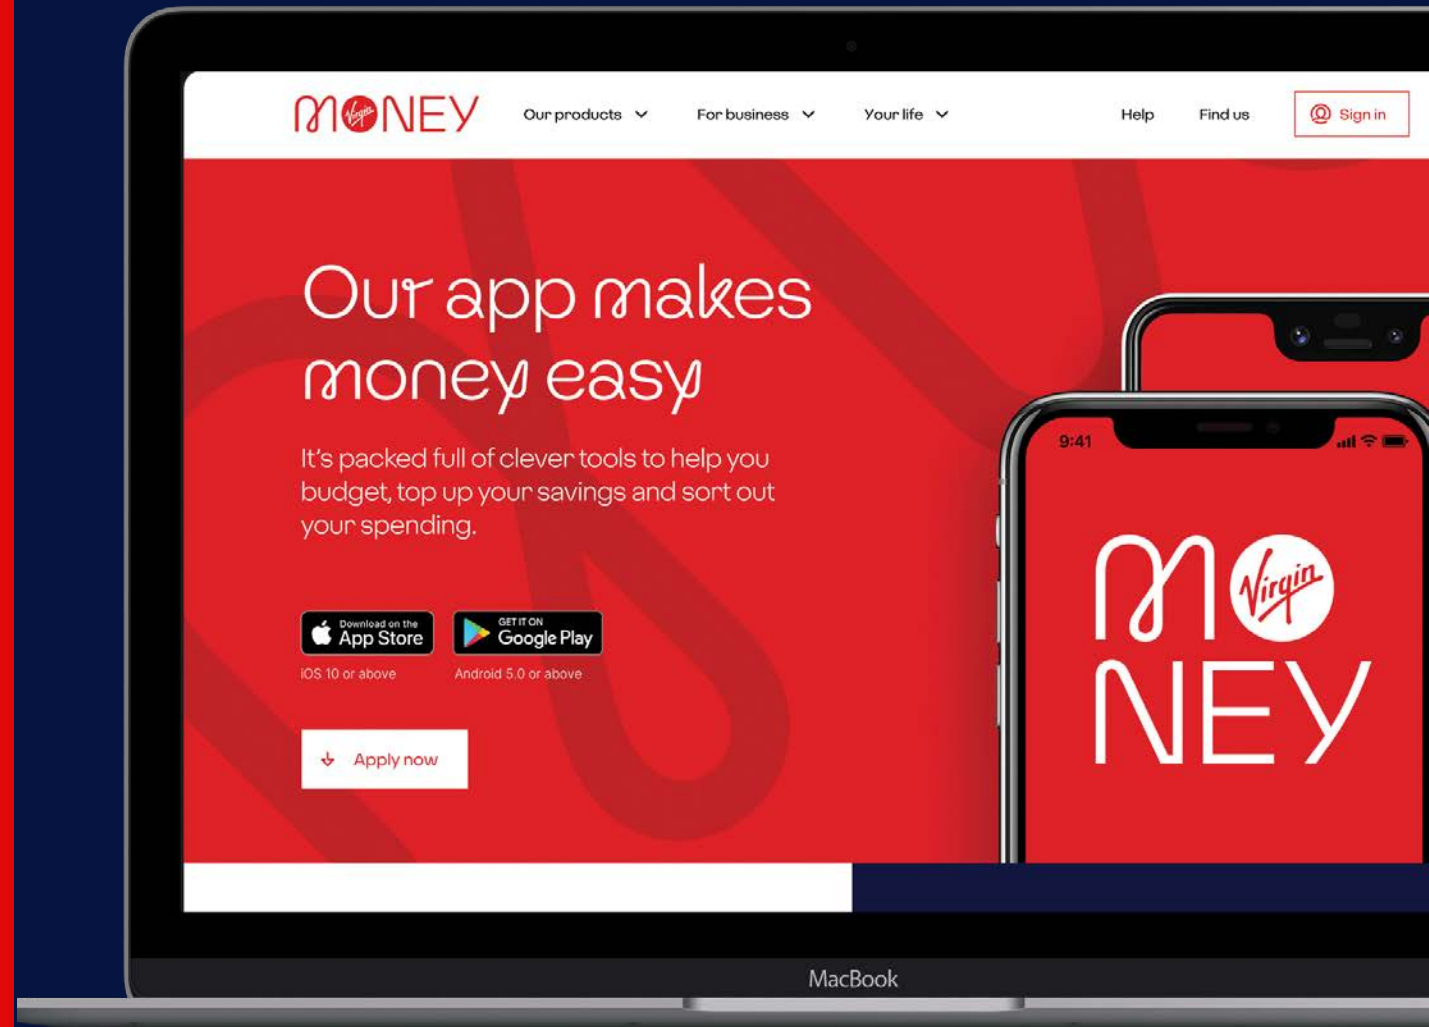 MONEY
Virgin
Our products
For business
Your life
Help
Find us
Sign in
Our app makes
money easy
It's packed full of clever tools to help you
budget, top up your savings and sort out
your spending.
Download on the
App Store
GET IT ON
Google Play
iOS 10 or above
Android 5.0 or above
Apply now
9:41
MO
Virgin
NEY
MacBook